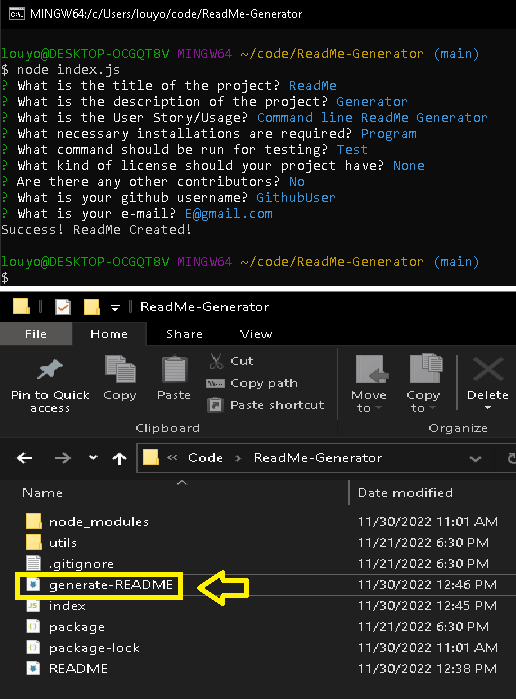 MINGW64:/c/Users/louyo/code/ReadMe-Generator
louyo@DESKTOP-OCGQT8V MINGW64 ~/code/ReadMe-Generator (main)
$ node index.js
? What is the title of the project? ReadMe
? What is the description of the project? Generator
? What is the User Story/Usage? Command line ReadMe Generator
? What necessary installations are required? Program
? What command should be run for testing? Test
? What kind of license should your project have? None
? Are there any other contributors? No
? What is your github username? GithubUser
? What is your e-mail? E@gmail.com
Success! ReadMe Created!
louyo@DESKTOP-OCGQT8V MINGW64 ~/code/ReadMe-Generator (main)
$
ReadMe-Generator
File Home Share View
Pin to Quick access
Copy
Paste
Cut
Copy path
Paste shortcut
Move to
Copy to
Delete
Clipboard
Organize
Code > ReadMe-Generator
Name Date modified
node_modules 11/30/2022 11:01 AM
utils 11/21/2022 6:30 PM
.gitignore 11/21/2022 6:30 PM
generate-README 11/30/2022 12:46 PM
index 11/30/2022 12:45 PM
package 11/21/2022 6:30 PM
package-lock 11/30/2022 11:01 AM
README 11/30/2022 12:38 PM